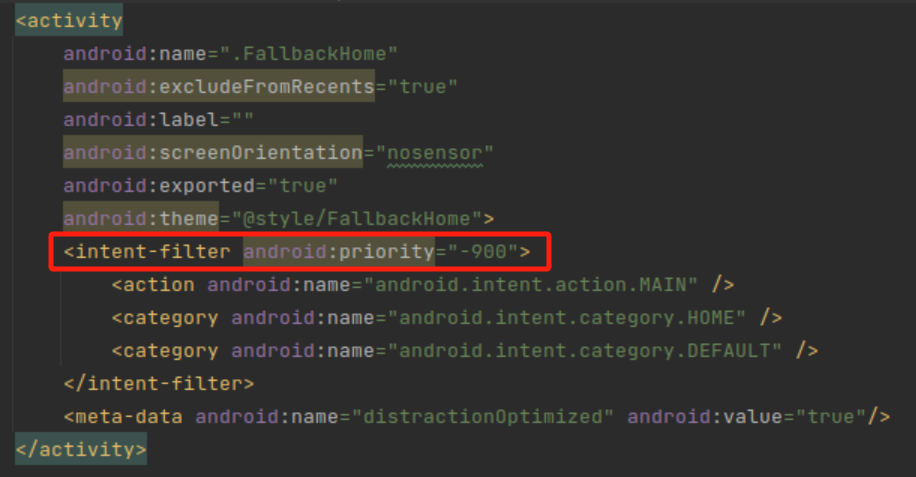 <activity
android:name=".FallbackHome"
android:excludeFromRecents="true"
android:label=""
android:screenOrientation="nosensor"
android:exported="true"
android:theme="@style/FallbackHome">
<intent-filter android:priority="-900">
<action android:name="android.intent.action.MAIN" />
<category android:name="android.intent.category.HOME" />
<category android:name="android.intent.category.DEFAULT" />
</intent-filter>
<meta-data android:name="distractionOptimized" android:value="true"/>
</activity>